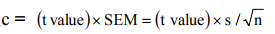 c = (t value)×SEM = (t value)×s /√n